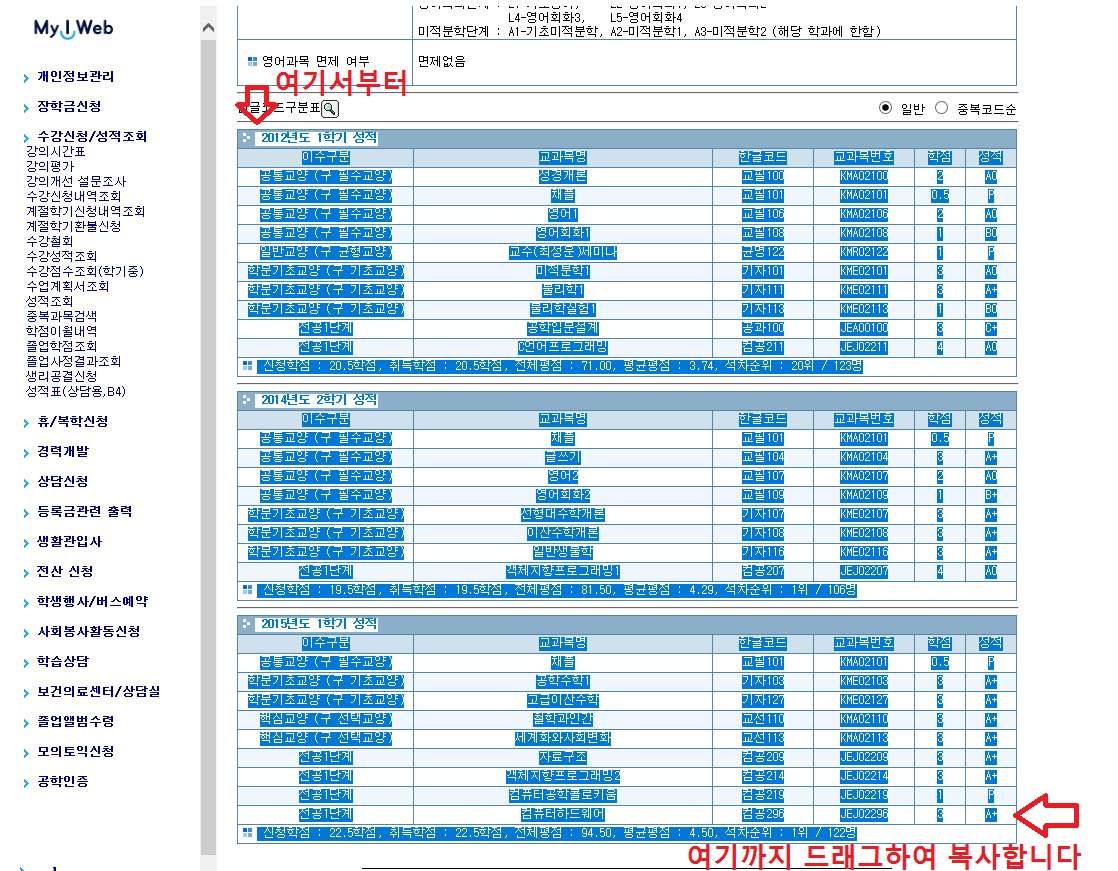 My Web
개인정보관리
장학금신청
수강신청/성적조회
강의시간표
강의평가
강의개선 설문조사
수강신청내역조회
계절학기신청내역조회
계절학기환불신청
수강철회
수강성적조회
수강점수조회(학기중)
수업계획서조회
성적조회
중복과목검색
학점이월내역
졸업학점조회
졸업사정결과조회
생리공결신청
성적표(상담용,B4)
휴/복학신청
경력개발
상담신청
등록금관련 출력
생활관입사
전산 신청
학생행사/버스예약
사회봉사활동신청
학습상담
보건의료센터/상담실
졸업앨범수령
모의토익신청
공학인증
L4-영어회화3, L5-영어회화4
미적분학단계 : A1-기초미적분학, A2-미적분학1, A3-미적분학2 (해당 학과에 한함)
영어과목 면제 여부 면제없음
여기서부터
한글코드구분표 일반 중복코드순
2012년도 1학기 성적
이수구분 교과목명 한글코드 교과목번호 학점 성적
공통교양 (구 필수교양) 성경개론 교필100 KMA02100 2 A0
공통교양 (구 필수교양) 채플 교필101 KMA02101 0.5 P
공통교양 (구 필수교양) 영어1 교필106 KMA02106 2 A0
공통교양 (구 필수교양) 영어회화1 교필108 KMA02108 1 B0
일반교양 (구 균형교양) 교수(최성운)세미나 균명122 KMR02122 1 P
학문기초교양 (구 기초교양) 미적분학1 기자101 KME02101 3 A0
학문기초교양 (구 기초교양) 물리학1 기자111 KME02111 3 A+
학문기초교양 (구 기초교양) 물리학실험1 기자113 KME02113 1 B0
전공1단계 공학입문설계 공과100 JEA00100 3 C+
전공1단계 C언어프로그래밍 컴공211 JEJ02211 4 A0
신청학점 : 20.5학점, 취득학점 : 20.5학점, 전체평점 : 71.00, 평균평점 : 3.74, 석차순위 : 20위 / 123명
2014년도 2학기 성적
이수구분 교과목명 한글코드 교과목번호 학점 성적
공통교양 (구 필수교양) 채플 교필101 KMA02101 0.5 P
공통교양 (구 필수교양) 글쓰기 교필104 KMA02104 3 A+
공통교양 (구 필수교양) 영어2 교필107 KMA02107 2 A0
공통교양 (구 필수교양) 영어회화2 교필109 KMA02109 1 B+
학문기초교양 (구 기초교양) 선형대수학개론 기자107 KME02107 3 A+
학문기초교양 (구 기초교양) 이산수학개론 기자108 KME02108 3 A+
학문기초교양 (구 기초교양) 일반생물학 기자116 KME02116 3 A+
전공1단계 객체지향프로그래밍1 컴공207 JEJ02207 4 A0
신청학점 : 19.5학점, 취득학점 : 19.5학점, 전체평점 : 81.50, 평균평점 : 4.29, 석차순위 : 1위 / 106명
2015년도 1학기 성적
이수구분 교과목명 한글코드 교과목번호 학점 성적
공통교양 (구 필수교양) 채플 교필101 KMA02101 0.5 P
학문기초교양 (구 기초교양) 공학수학1 기자103 KME02103 3 A+
학문기초교양 (구 기초교양) 고급이산수학 기자127 KME02127 3 A+
핵심교양 (구 선택교양) 철학과인간 교선110 KMA02110 3 A+
핵심교양 (구 선택교양) 세계화와사회변화 교선113 KMA02113 3 A+
전공1단계 자료구조 컴공209 JEJ02209 3 A+
전공1단계 객체지향프로그래밍2 컴공214 JEJ02214 3 A+
전공1단계 컴퓨터공학콜로키움 컴공219 JEJ02219 1 P
전공1단계 컴퓨터하드웨어 컴공296 JEJ02296 3 A+
신청학점 : 22.5학점, 취득학점 : 22.5학점, 전체평점 : 94.50, 평균평점 : 4.50, 석차순위 : 1위 / 122명
여기까지 드래그하여 복사합니다